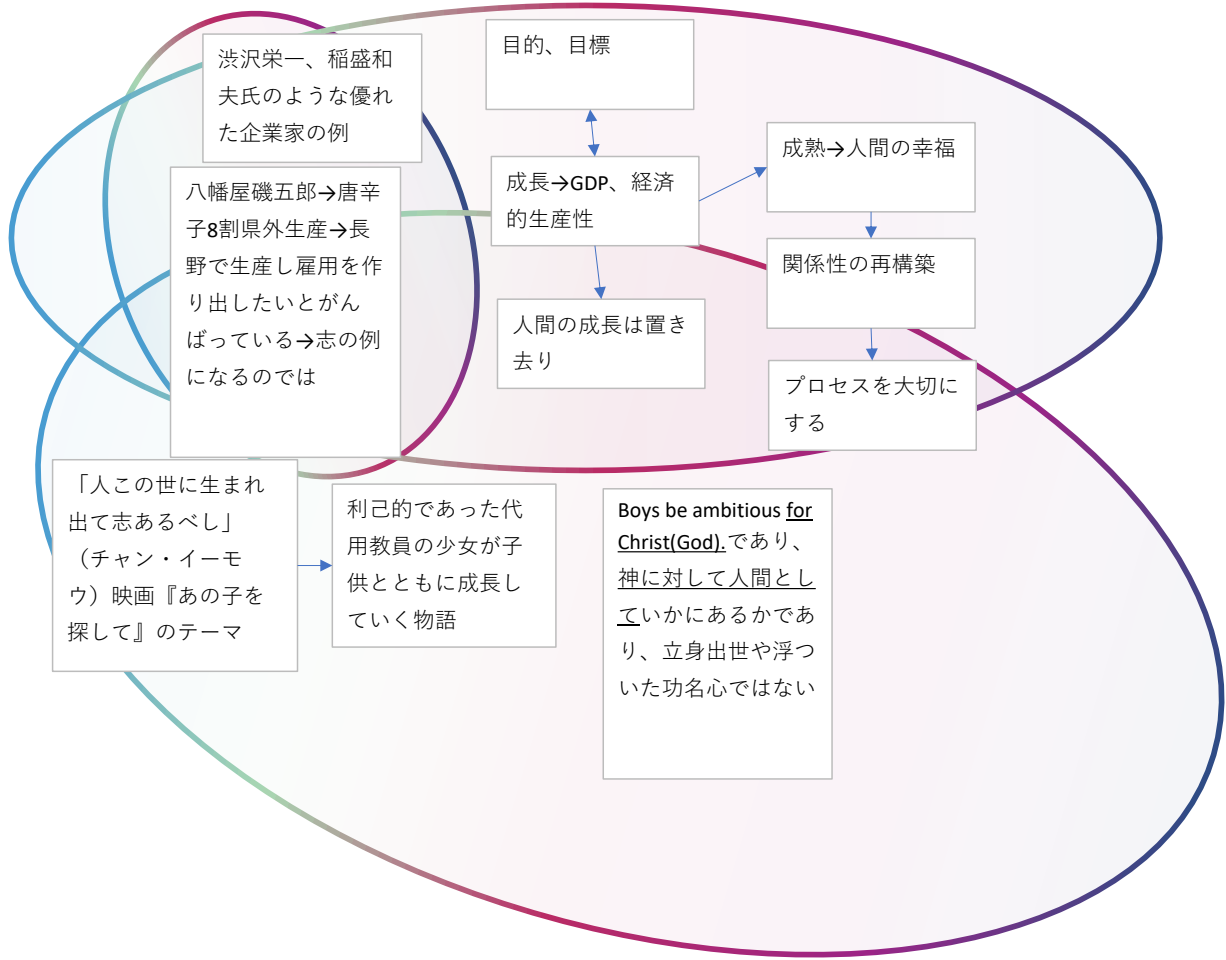 渋沢栄一、稲盛和
夫氏のような優れ
た企業家の例
目的、目標
成熟→人間の幸福
成長→GDP、経済
的生産性
八幡屋磯五郎→唐辛
子8割県外生産→長
野で生産し雇用を作
り出したいとがん
ばっている→志の例
になるのでは
関係性の再構築
人間の成長は置き
去り
プロセスを大切に
する
「人この世に生まれ
出て志あるべし」
（チャン・イーモ
ウ）映画『あの子を
探して』のテーマ
利己的であった代
用教員の少女が子
供とともに成長し
ていく物語
Boys be ambitious for
Christ(God).であり、
神に対して人間とし
ていかにあるかであ
り、立身出世や浮つ
いた功名心ではない